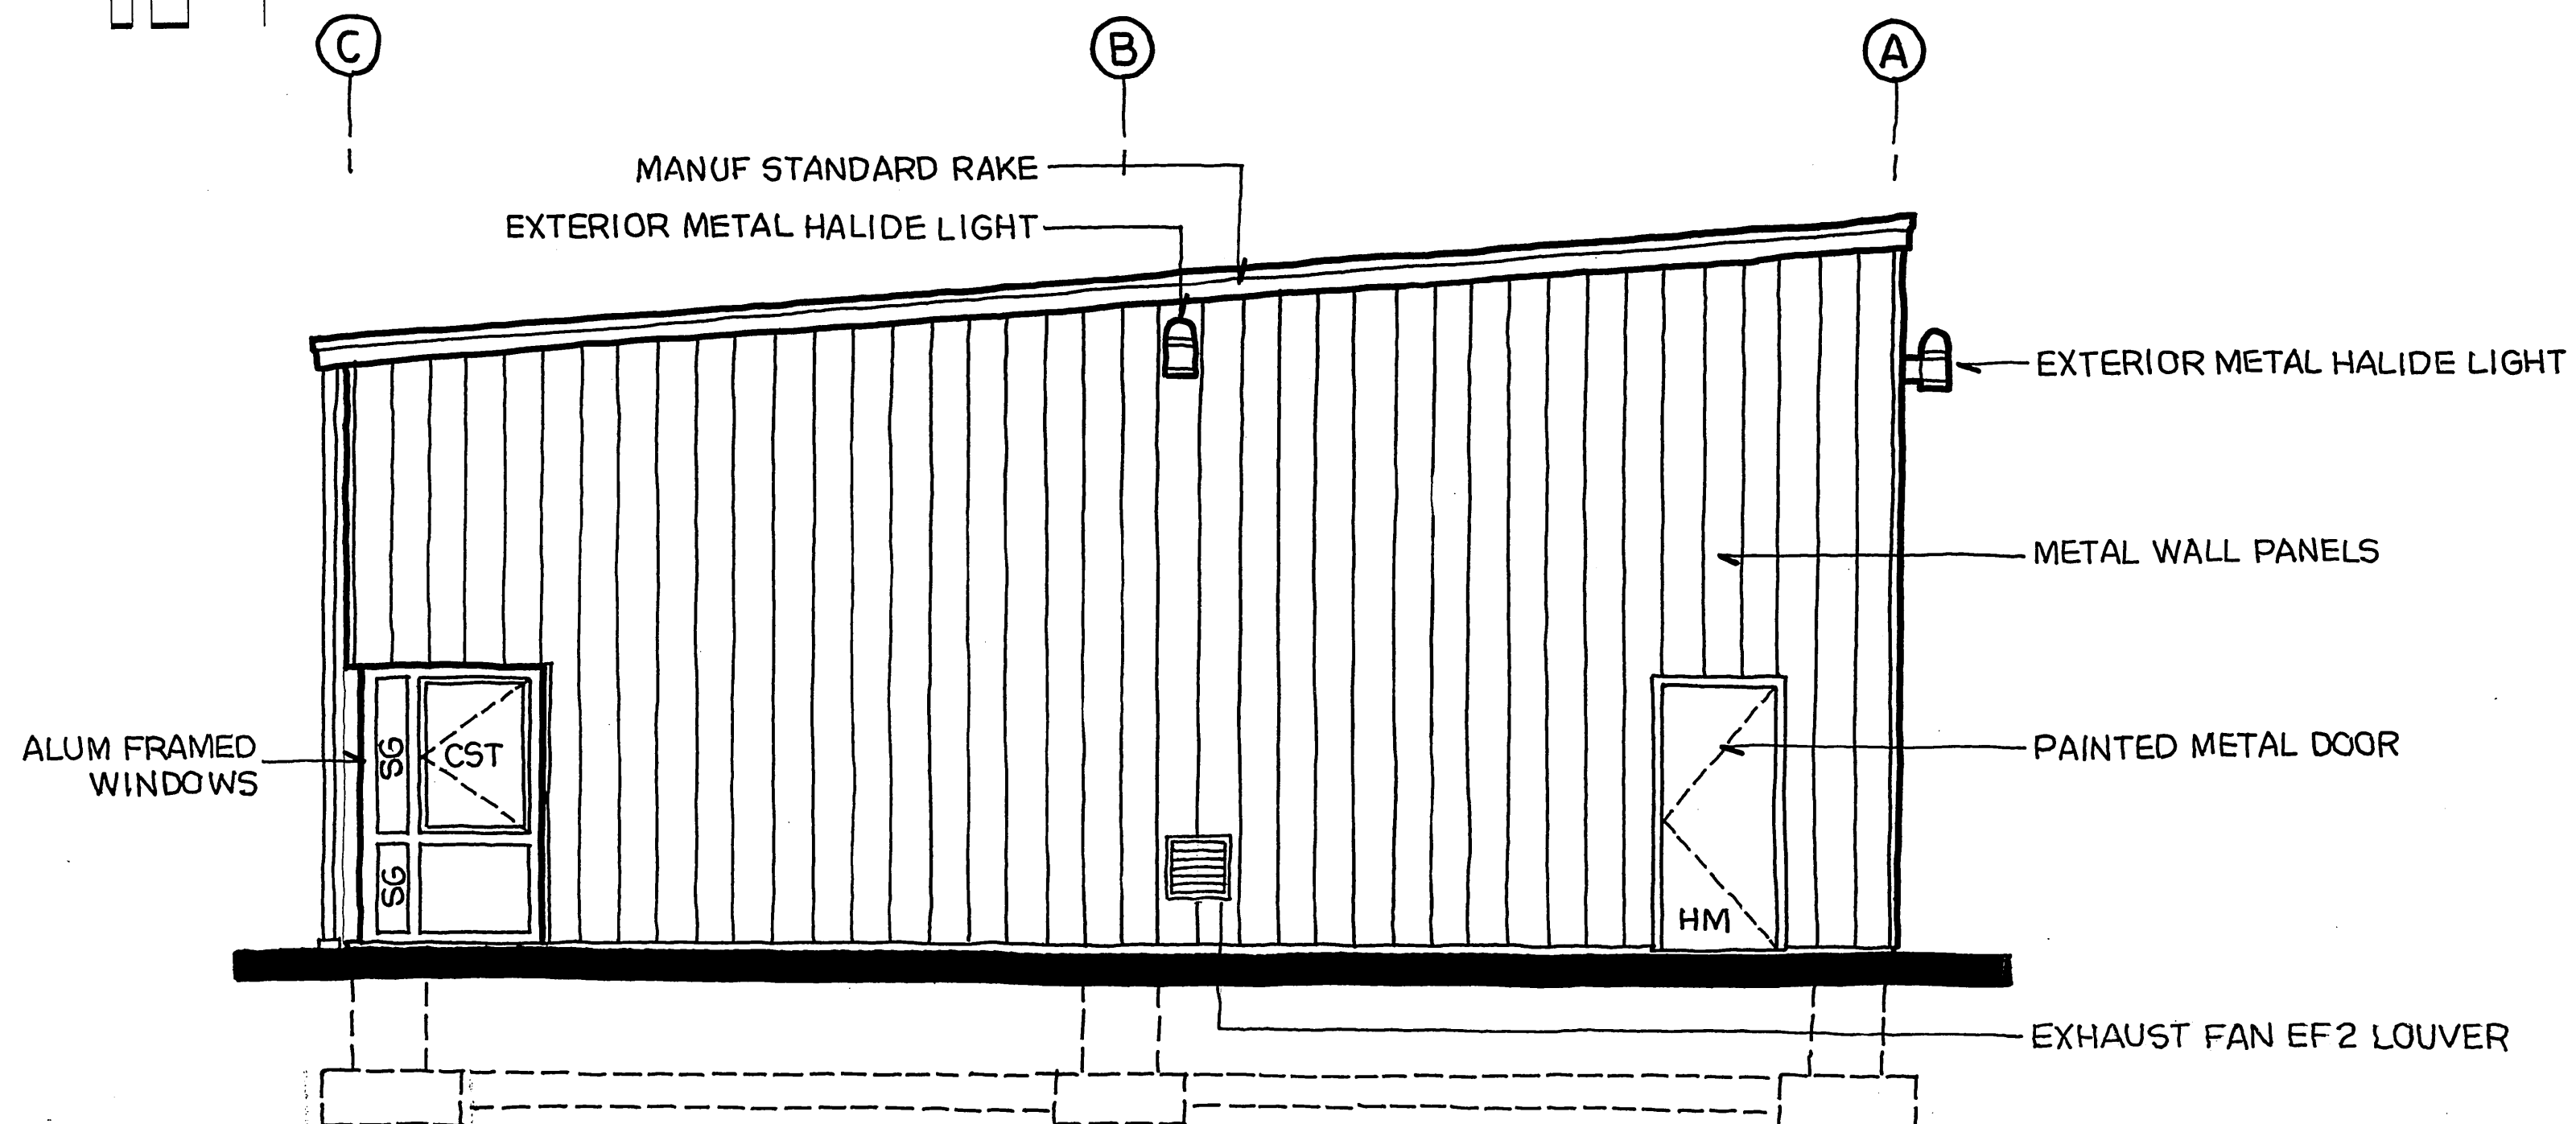 C
B
A
MANUF STANDARD RAKE
EXTERIOR METAL HALIDE LIGHT
EXTERIOR METAL HALIDE LIGHT
METAL WALL PANELS
ALUM FRAMED
WINDOWS
SG
CST
PAINTED METAL DOOR
SG
HM
EXHAUST FAN EF2 LOUVER